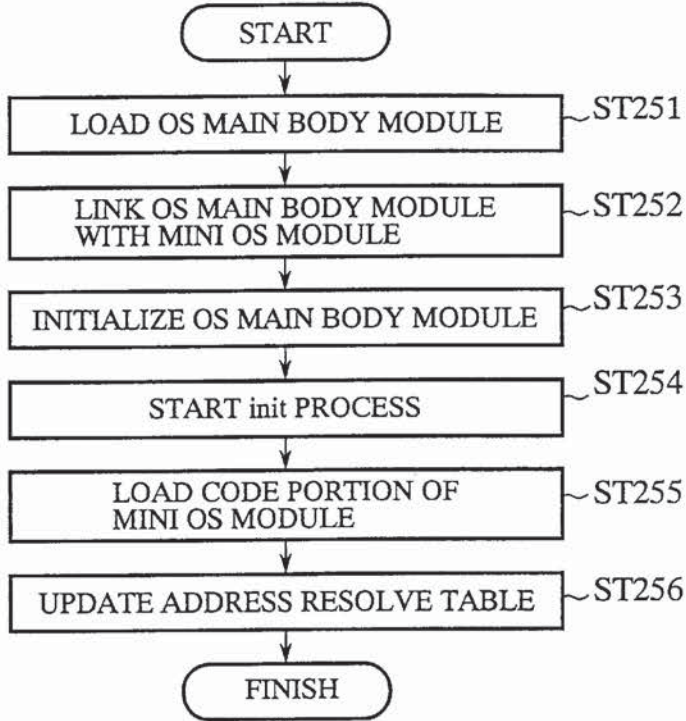 START
LOAD OS MAIN BODY MODULE
ST251
LINK OS MAIN BODY MODULE
WITH MINI OS MODULE
ST252
INITIALIZE OS MAIN BODY MODULE
ST253
START init PROCESS
ST254
LOAD CODE PORTION OF
MINI OS MODULE
ST255
UPDATE ADDRESS RESOLVE TABLE
ST256
FINISH